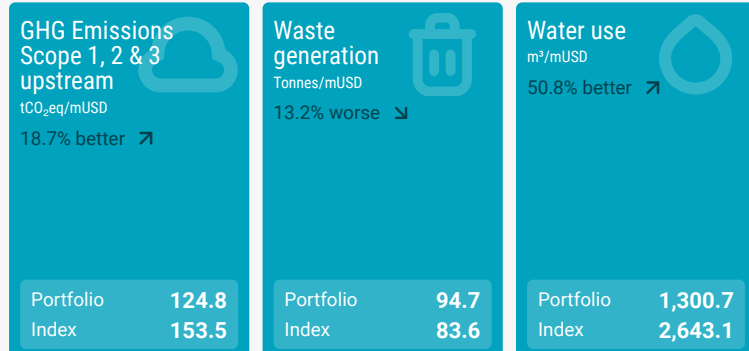 GHG Emissions
Scope 1, 2 & 3
upstream
tCO₂eq/mUSD
18.7% better
Portfolio 124.8
Index 153.5
Waste
generation
Tonnes/mUSD
13.2% worse
Portfolio 94.7
Index 83.6
Water use
m³/mUSD
50.8% better
Portfolio 1,300.7
Index 2,643.1